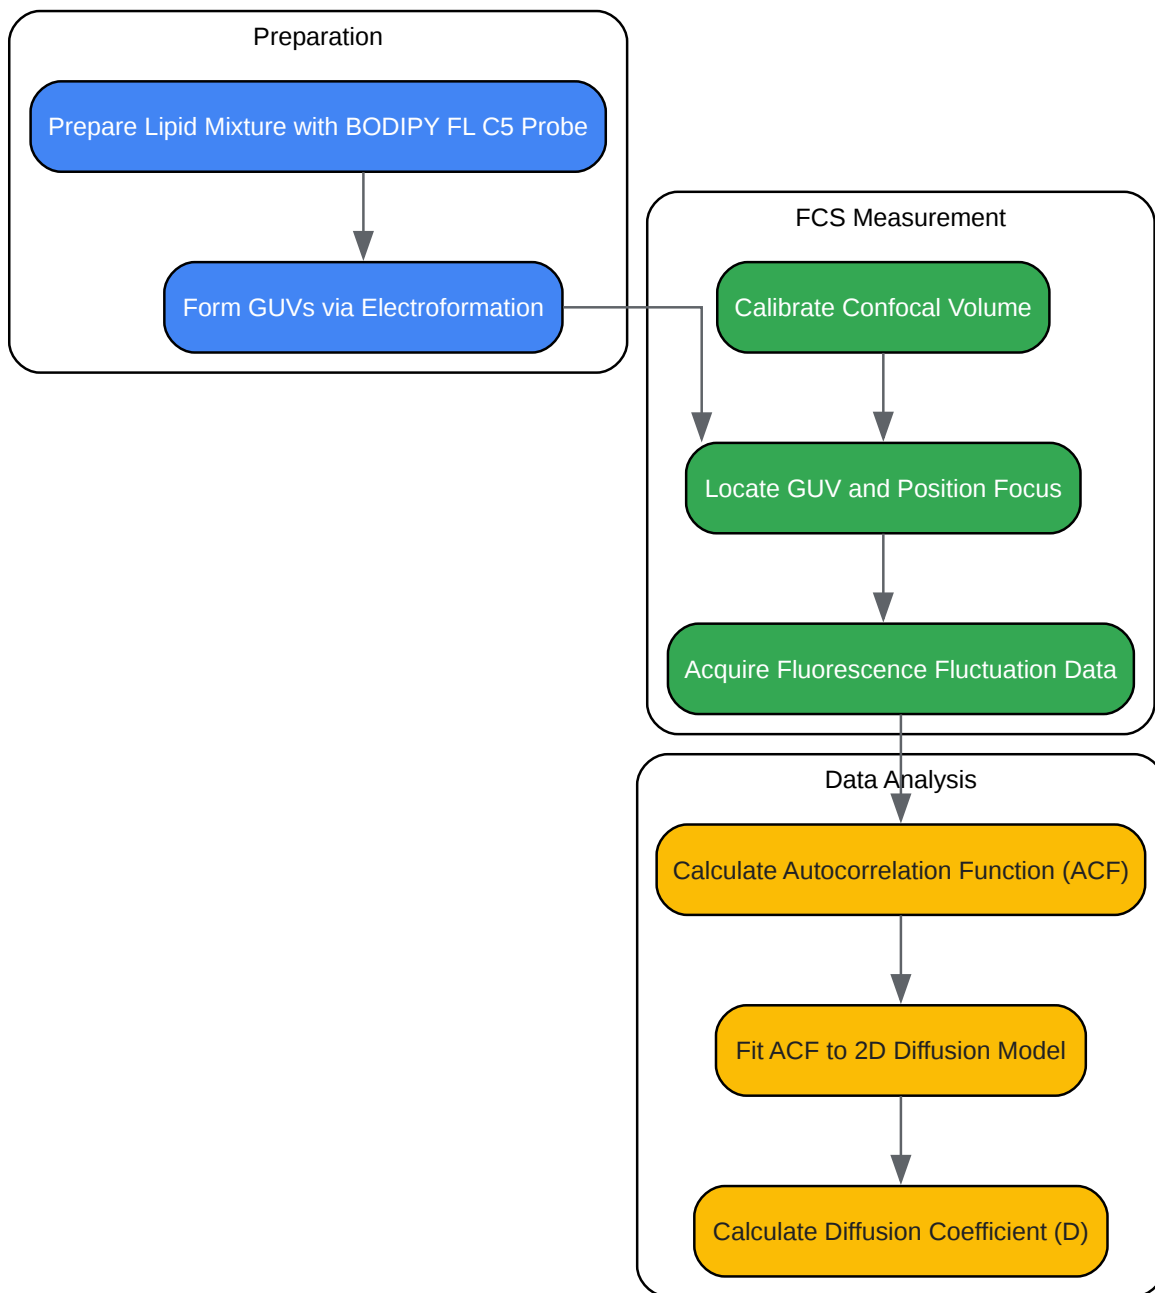 Preparation
Prepare Lipid Mixture with BODIPY FL C5 Probe
Form GUVs via Electroformation
FCS Measurement
Calibrate Confocal Volume
Locate GUV and Position Focus
Acquire Fluorescence Fluctuation Data
Data Analysis
Calculate Autocorrelation Function (ACF)
Fit ACF to 2D Diffusion Model
Calculate Diffusion Coefficient (D)